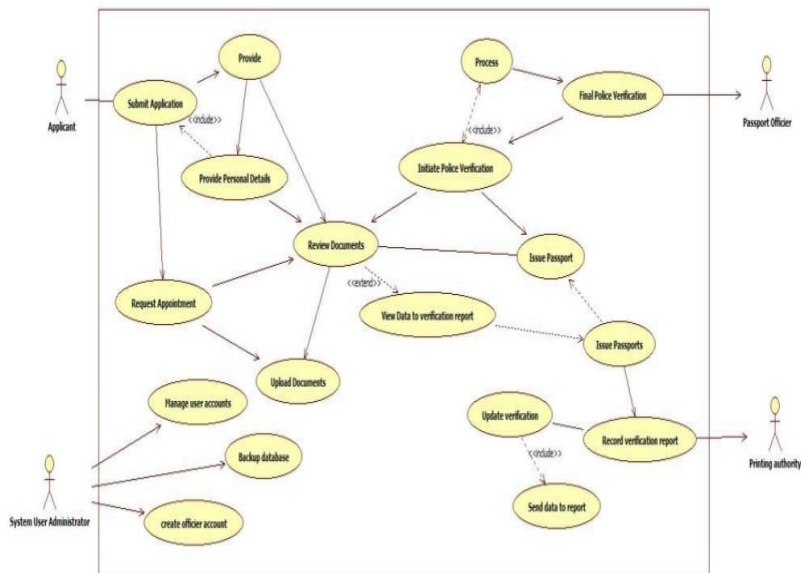 Provide
Process
Submit Application
Final Police Verification
Applicant
Passport Officier
<<include>>
<<include>>
Provide Personal Details
Initiate Police Verification
Review Documents
Issue Passport
<<extend>>
Request Appointment
View Data to verification report
Issue Passports
Upload Documents
Manage user accounts
Update verification
Record verification report
Backup database
<<include>>
Printing authority
System User Administrator
create officier account
Send data to report